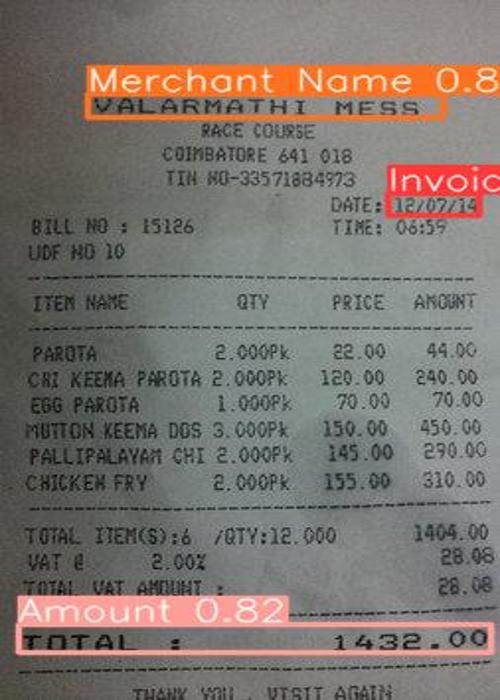 Merchant Name 0.8
VALARMATHI MESS
RACE COURSE
COIMBATORE 641 018
TIN NO-33571884973
Invoic
DATE: 12/07/14
BILL NO : 15126 TIME: 06:59
UDF NO 10
ITEM NAME QTY PRICE AMOUNT
PAROTA 2.000Pk 22.00 44.00
CRI KEEMA PAROTA 2.000Pk 120.00 240.00
EGG PAROTA 1.000Pk 70.00 70.00
MUTTON KEEMA DOS 3.000Pk 150.00 450.00
PALLIPALAYAM CHI 2.000Pk 145.00 290.00
CHICKEN FRY 2.000Pk 155.00 310.00
TOTAL ITEM(S):6 /QTY:12.000 1404.00
VAT @ 2.00% 28.08
TOTAL VAT AMOUNT : 28.08
Amount 0.82
TOTAL : 1432.00
THANK YOU . VISIT AGAIN